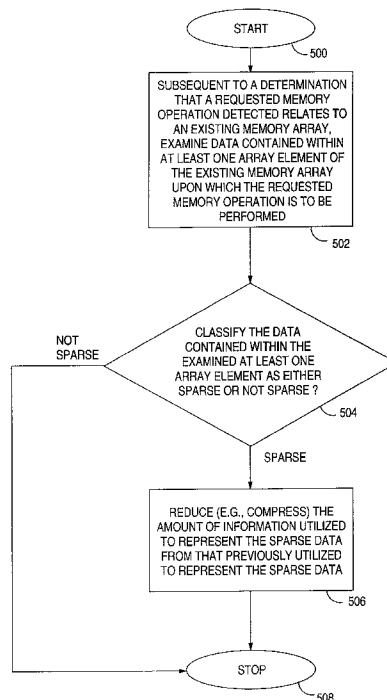 START
500
SUBSEQUENT TO A DETERMINATION
THAT A REQUESTED MEMORY
OPERATION DETECTED RELATES TO
AN EXISTING MEMORY ARRAY,
EXAMINE DATA CONTAINED WITHIN
AT LEAST ONE ARRAY ELEMENT OF
THE EXISTING MEMORY ARRAY
UPON WHICH THE REQUESTED
MEMORY OPERATION IS TO BE
PERFORMED
502
NOT
SPARSE
CLASSIFY THE DATA
CONTAINED WITHIN THE
EXAMINED AT LEAST ONE
ARRAY ELEMENT AS EITHER
SPARSE OR NOT SPARSE ?
504
SPARSE
REDUCE (E.G., COMPRESS) THE
AMOUNT OF INFORMATION UTILIZED
TO REPRESENT THE SPARSE DATA
FROM THAT PREVIOUSLY UTILIZED
TO REPRESENT THE SPARSE DATA
506
STOP
508